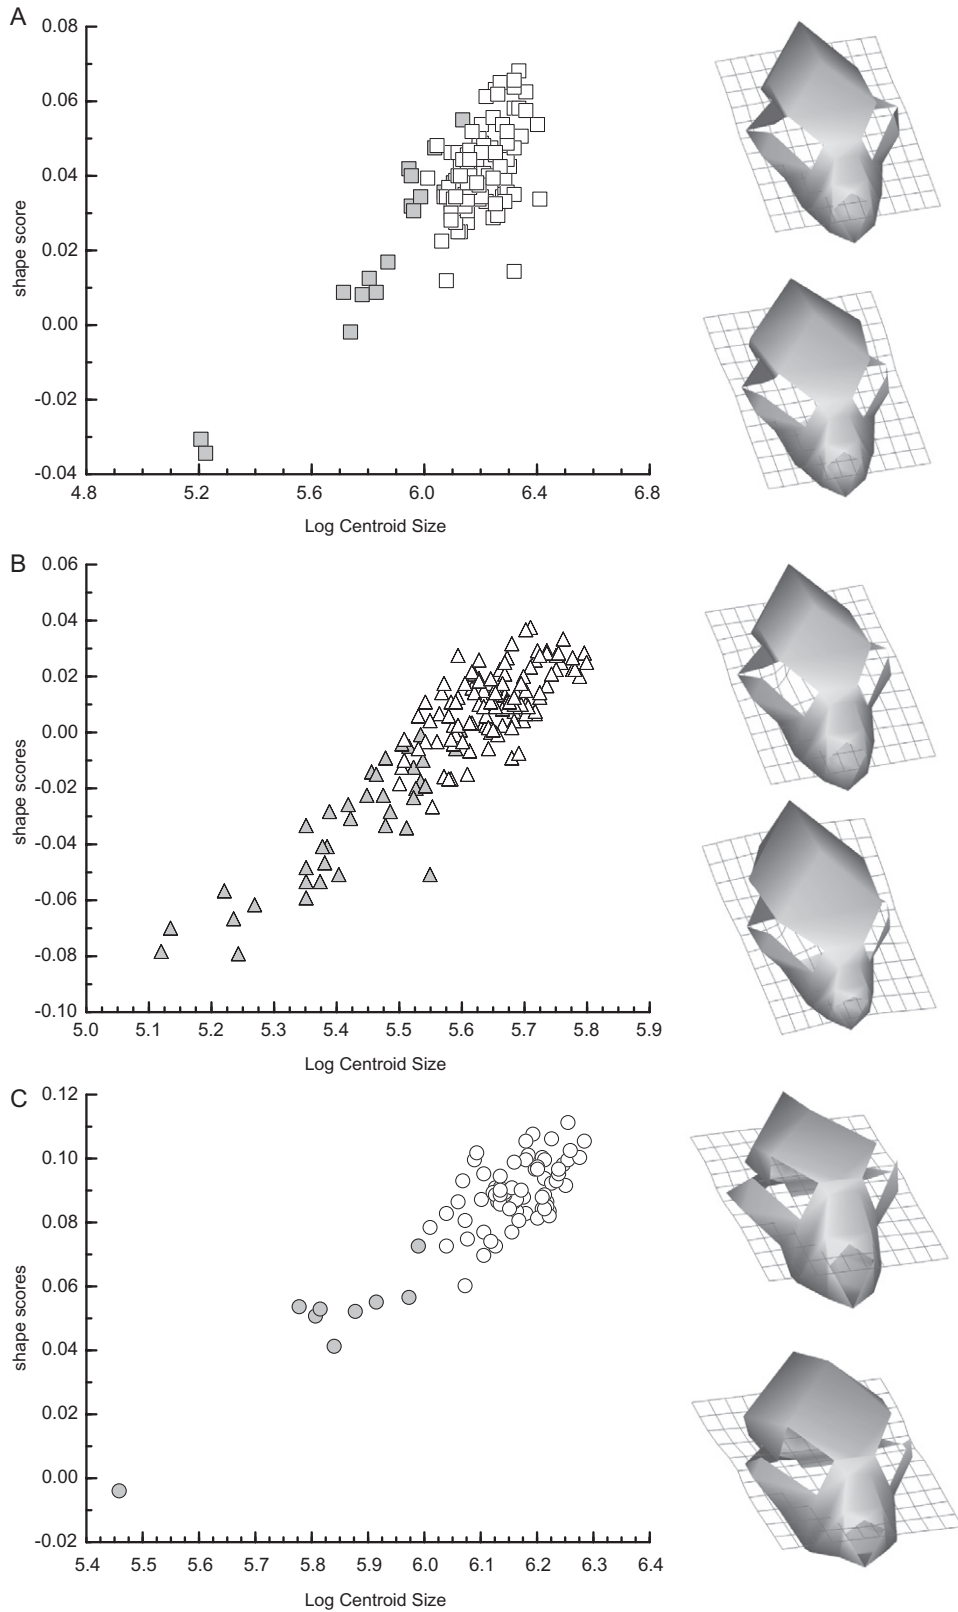 A
0.08
0.06
0.04
0.02
0.00
-0.02
-0.04
shape score
4.8 5.2 5.6 6.0 6.4 6.8
Log Centroid Size
B
0.06
0.04
0.02
0.00
-0.02
-0.04
-0.06
-0.08
-0.10
shape scores
5.0 5.1 5.2 5.3 5.4 5.5 5.6 5.7 5.8 5.9
Log Centroid Size
C
0.12
0.10
0.08
0.06
0.04
0.02
0.00
-0.02
shape scores
5.4 5.5 5.6 5.7 5.8 5.9 6.0 6.1 6.2 6.3 6.4
Log Centroid Size